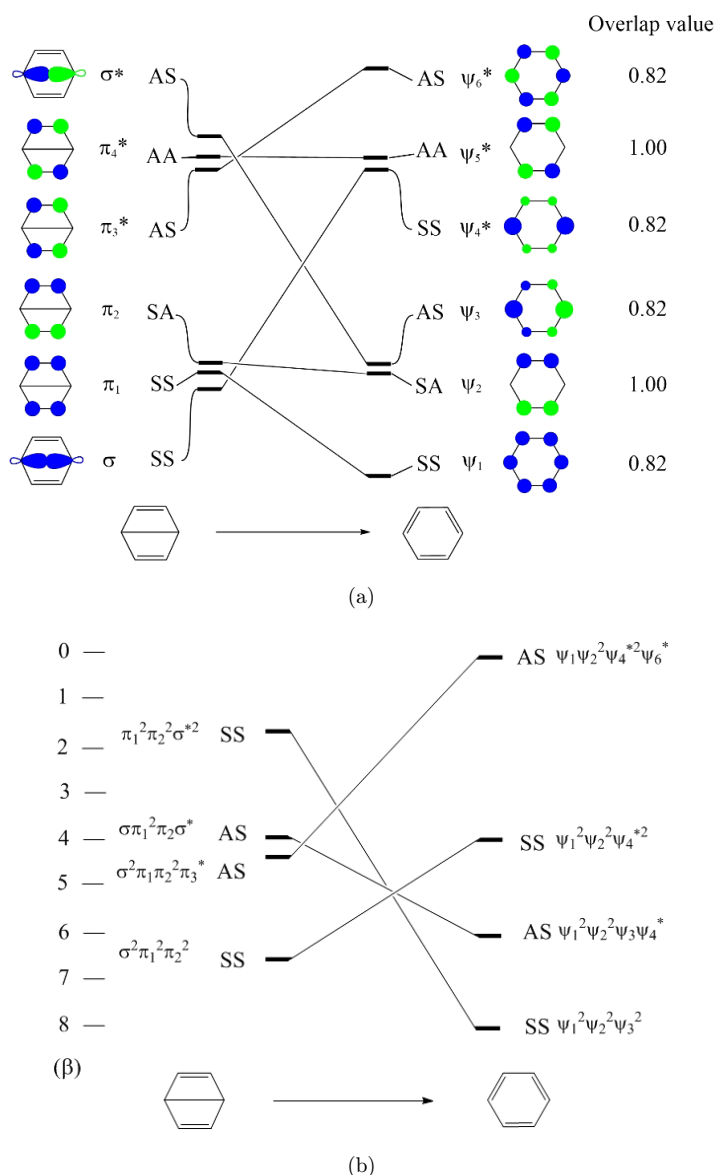 Overlap value
σ* AS AS ψ₆* 0.82
π₄* AA AA ψ₅* 1.00
π₃* AS SS ψ₄* 0.82
π₂ SA AS ψ₃ 0.82
π₁ SS SA ψ₂ 1.00
σ SS SS ψ₁ 0.82
(a)
0
AS ψ₁ψ₂²ψ₄*²ψ₆*
1
π₁²π₂²σ*² SS
2
3
4
σπ₁²π₂σ* AS
SS ψ₁²ψ₂²ψ₄*²
σ²π₁π₂²π₃* AS
5
6
AS ψ₁²ψ₂²ψ₃ψ₄*
σ²π₁²π₂² SS
7
8
SS ψ₁²ψ₂²ψ₃²
(β)
(b)